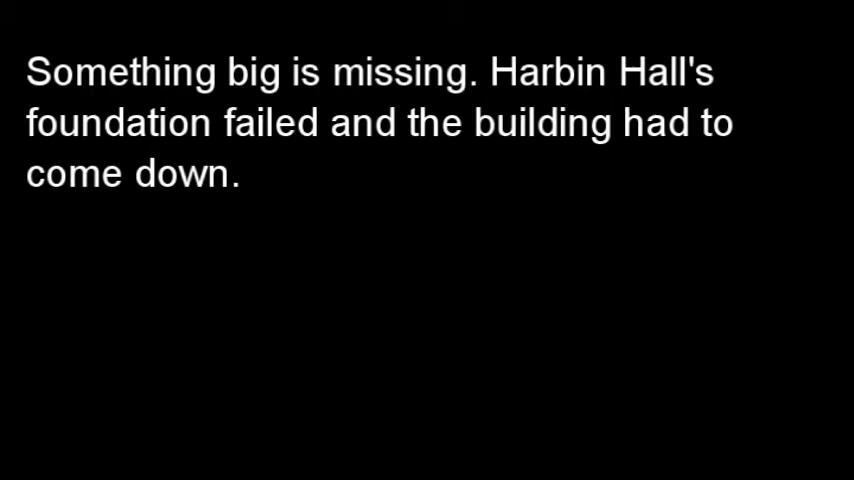 Something big is missing. Harbin Hall's
foundation failed and the building had to
come down.